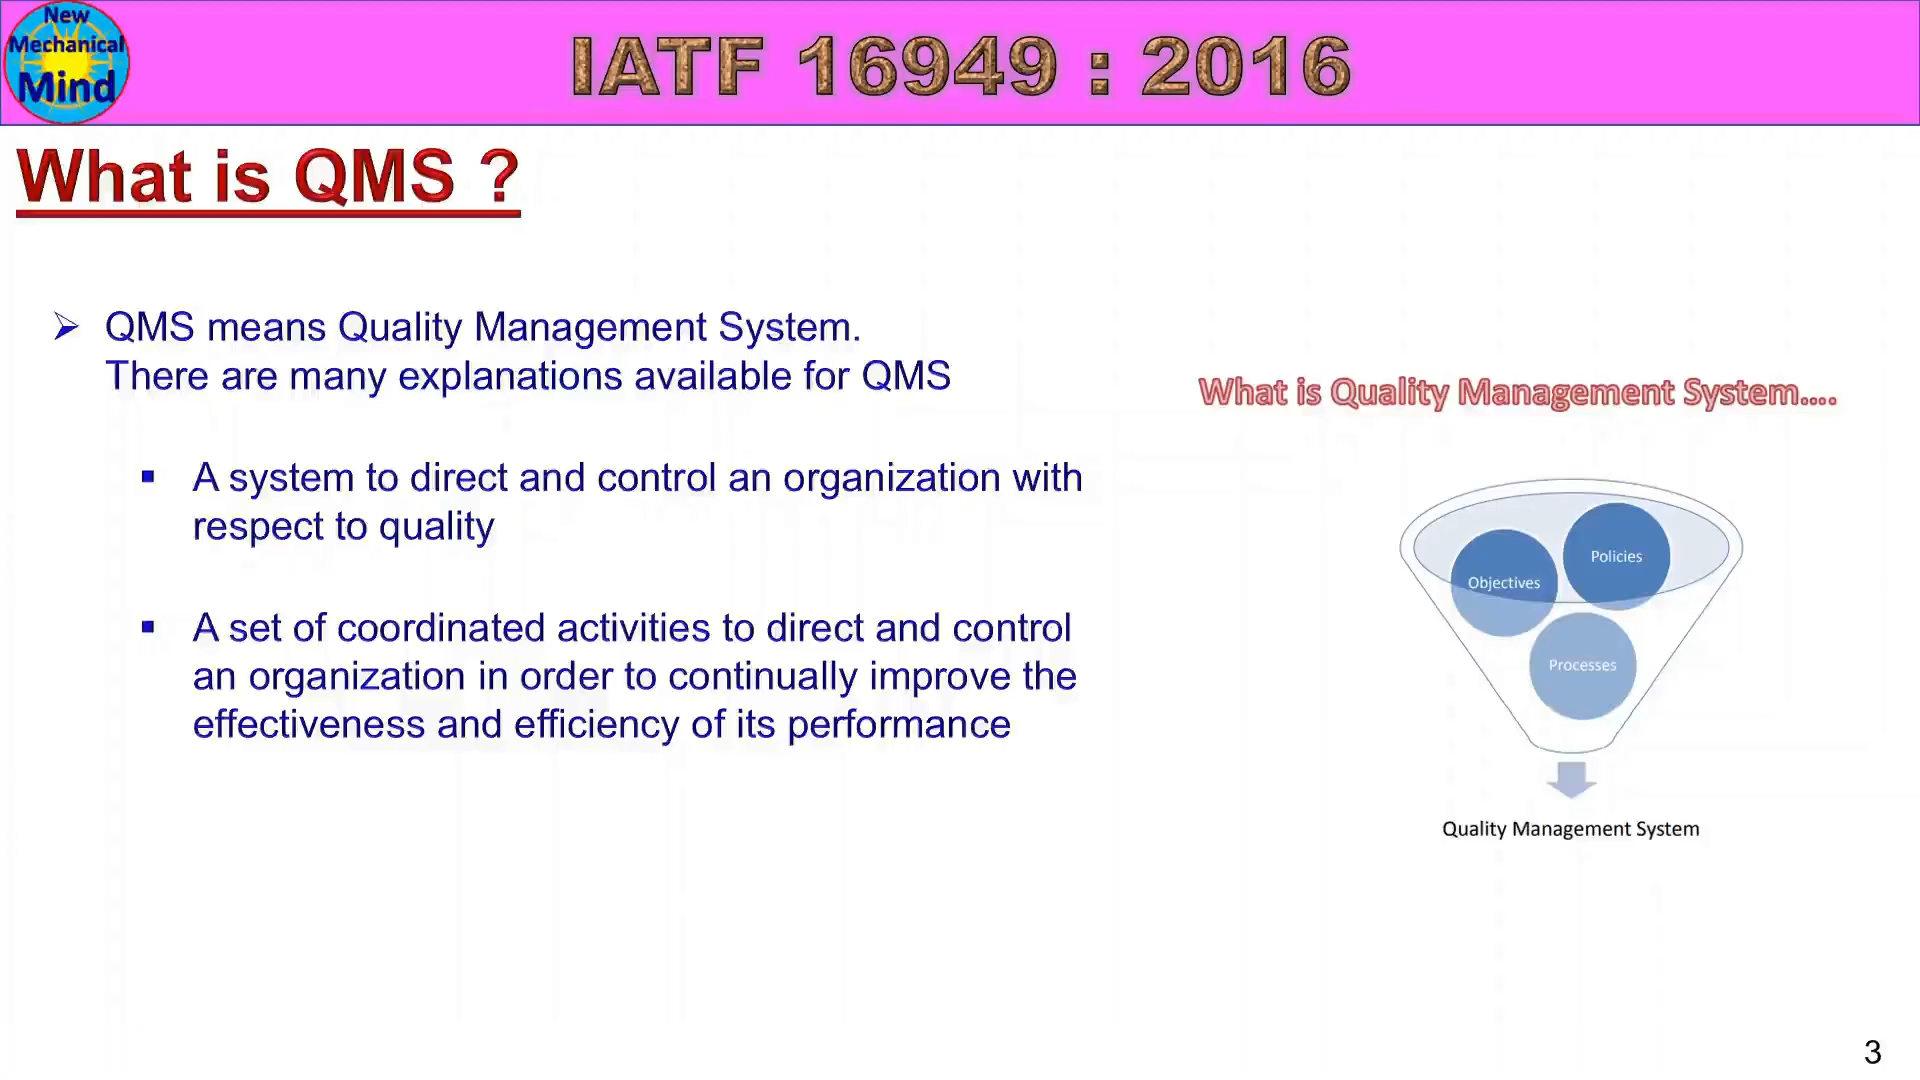 New
Mechanical
Mind
IATF 16949 : 2016
What is QMS ?
QMS means Quality Management System.
There are many explanations available for QMS
A system to direct and control an organization with
respect to quality
A set of coordinated activities to direct and control
an organization in order to continually improve the
effectiveness and efficiency of its performance
What is Quality Management System....
Policies
Objectives
Processes
Quality Management System
3